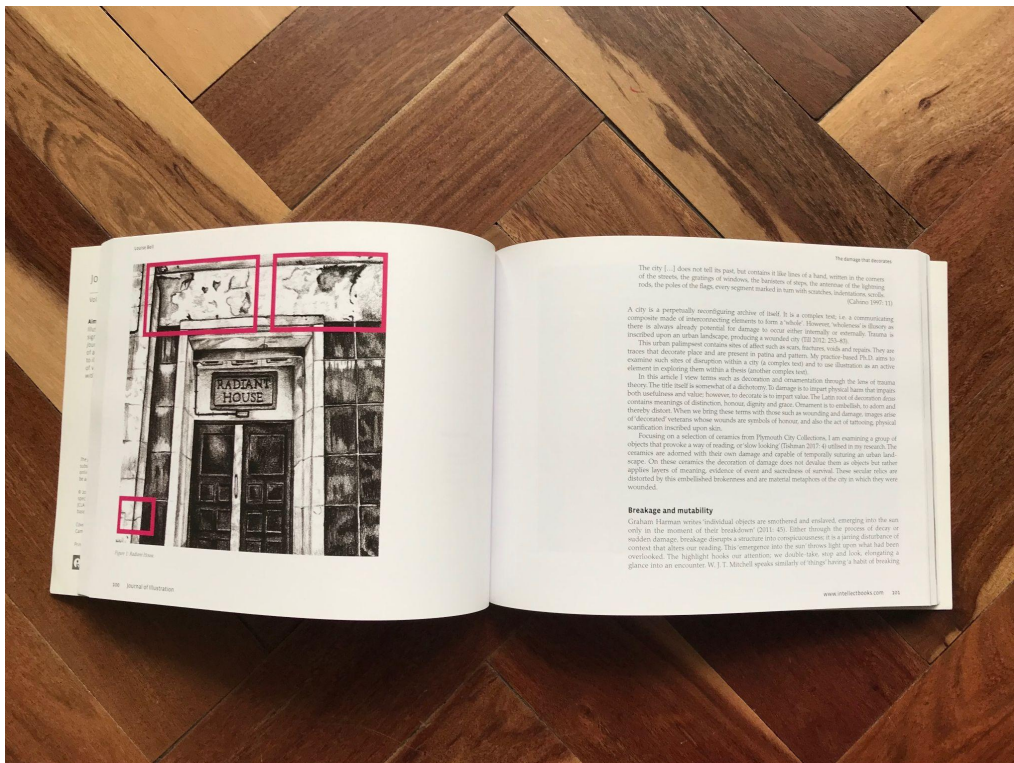 Louise Bell
RADIANT
HOUSE
Figure 1: Radiant House.
100 Journal of Illustration
The damage that decorates
The city […] does not tell its past, but contains it like lines of a hand, written in the corners
of the streets, the gratings of windows, the banisters of steps, the antennae of the lightning
rods, the poles of the flags, every segment marked in turn with scratches, indentations, scrolls.
(Calvino 1997: 11)
A city is a perpetually reconfiguring archive of itself. It is a complex text; i.e. a communicating
composite made of interconnecting elements to form a 'whole'. However, 'wholeness' is illusory as
there is always already potential for damage to occur either internally or externally. Trauma is
inscribed upon an urban landscape, producing a wounded city (Till 2012: 253–83).
This urban palimpsest contains sites of affect such as scars, fractures, voids and repairs. They are
traces that decorate place and are present in patina and pattern. My practice-based Ph.D. aims to
examine such sites of disruption within a city (a complex text) and to use illustration as an active
element in exploring them within a thesis (another complex text).
In this article I view terms such as decoration and ornamentation through the lens of trauma
theory. The title itself is somewhat of a dichotomy. To damage is to impart physical harm that impairs
both usefulness and value; however, to decorate is to impart value. The Latin root of decoration decus
contains meanings of distinction, honour, dignity and grace. Ornament is to embellish, to adorn and
thereby distort. When we bring these terms with those such as wounding and damage, images arise
of 'decorated' veterans whose wounds are symbols of honour, and also the act of tattooing, physical
scarification inscribed upon skin.
Focusing on a selection of ceramics from Plymouth City Collections, I am examining a group of
objects that provoke a way of reading, or 'slow looking' (Tishman 2017: 4) utilised in my research. The
ceramics are adorned with their own damage and capable of temporally suturing an urban land-
scape. On these ceramics the decoration of damage does not devalue them as objects but rather
applies layers of meaning, evidence of event and sacredness of survival. These secular relics are
distorted by this embellished brokenness and are material metaphors of the city in which they were
wounded.
Breakage and mutability
Graham Harman writes 'individual objects are smothered and enslaved, emerging into the sun
only in the moment of their breakdown' (2011: 45). Either through the process of decay or
sudden damage, breakage disrupts a structure into conspicuousness; it is a jarring disturbance of
context that alters our reading. This 'emergence into the sun' throws light upon what had been
overlooked. The highlight hooks our attention; we double-take, stop and look, elongating a
glance into an encounter. W. J. T. Mitchell speaks similarly of 'things' having 'a habit of breaking
www.intellectbooks.com 101